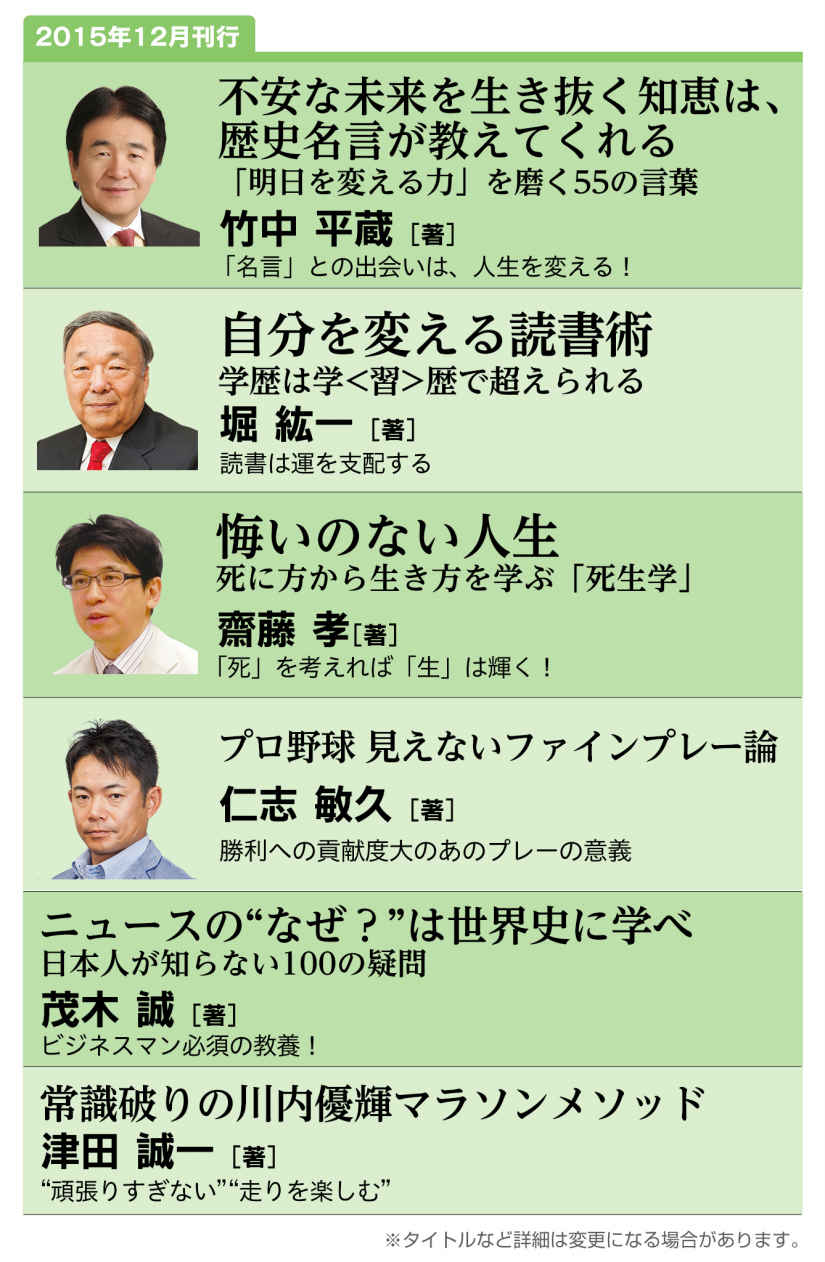 2015年12月刊行
不安な未来を生き抜く知恵は、
歴史名言が教えてくれる
「明日を変える力」を磨く55の言葉
竹中 平蔵［著］
「名言」との出会いは、人生を変える！
自分を変える読書術
学歴は学<習>歴で超えられる
堀 紘一［著］
読書は運を支配する
悔いのない人生
死に方から生き方を学ぶ「死生学」
齋藤 孝［著］
「死」を考えれば「生」は輝く！
プロ野球 見えないファインプレー論
仁志 敏久［著］
勝利への貢献度大のあのプレーの意義
ニュースの“なぜ？”は世界史に学べ
日本人が知らない100の疑問
茂木 誠［著］
ビジネスマン必須の教養！
常識破りの川内優輝マラソンメソッド
津田 誠一［著］
“頑張りすぎない”“走りを楽しむ”
※タイトルなど詳細は変更になる場合があります。